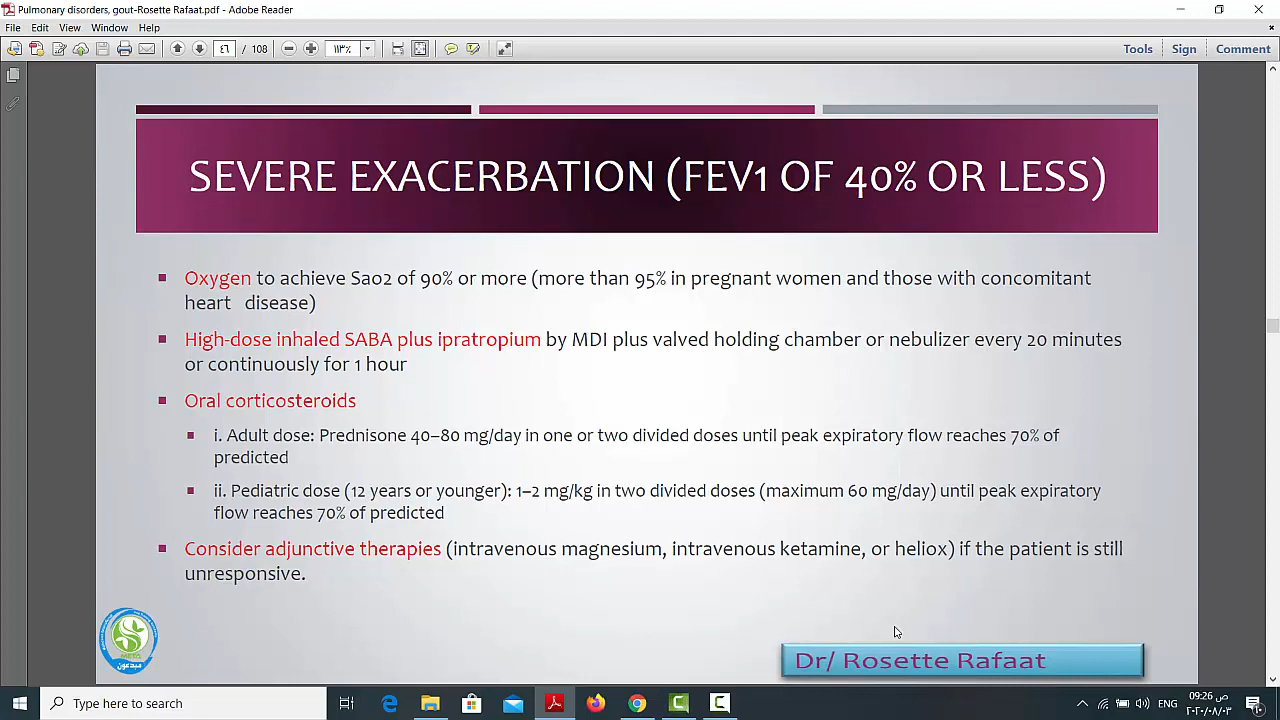 Pulmonary disorders, gout-Rosette Rafaat.pdf - Adobe Reader
File Edit View Window Help
٤٦ / 108
١١٣٪
Tools Sign Comment
SEVERE EXACERBATION (FEV1 OF 40% OR LESS)
Oxygen to achieve Sao2 of 90% or more (more than 95% in pregnant women and those with concomitant
heart disease)
High-dose inhaled SABA plus ipratropium by MDI plus valved holding chamber or nebulizer every 20 minutes
or continuously for 1 hour
Oral corticosteroids
i. Adult dose: Prednisone 40–80 mg/day in one or two divided doses until peak expiratory flow reaches 70% of
predicted
ii. Pediatric dose (12 years or younger): 1–2 mg/kg in two divided doses (maximum 60 mg/day) until peak expiratory
flow reaches 70% of predicted
Consider adjunctive therapies (intravenous magnesium, intravenous ketamine, or heliox) if the patient is still
unresponsive.
مبدعون
Dr/ Rosette Rafaat
Type here to search
ENG
09:26 ص
٢٠٢٠/٠٨/٠٣